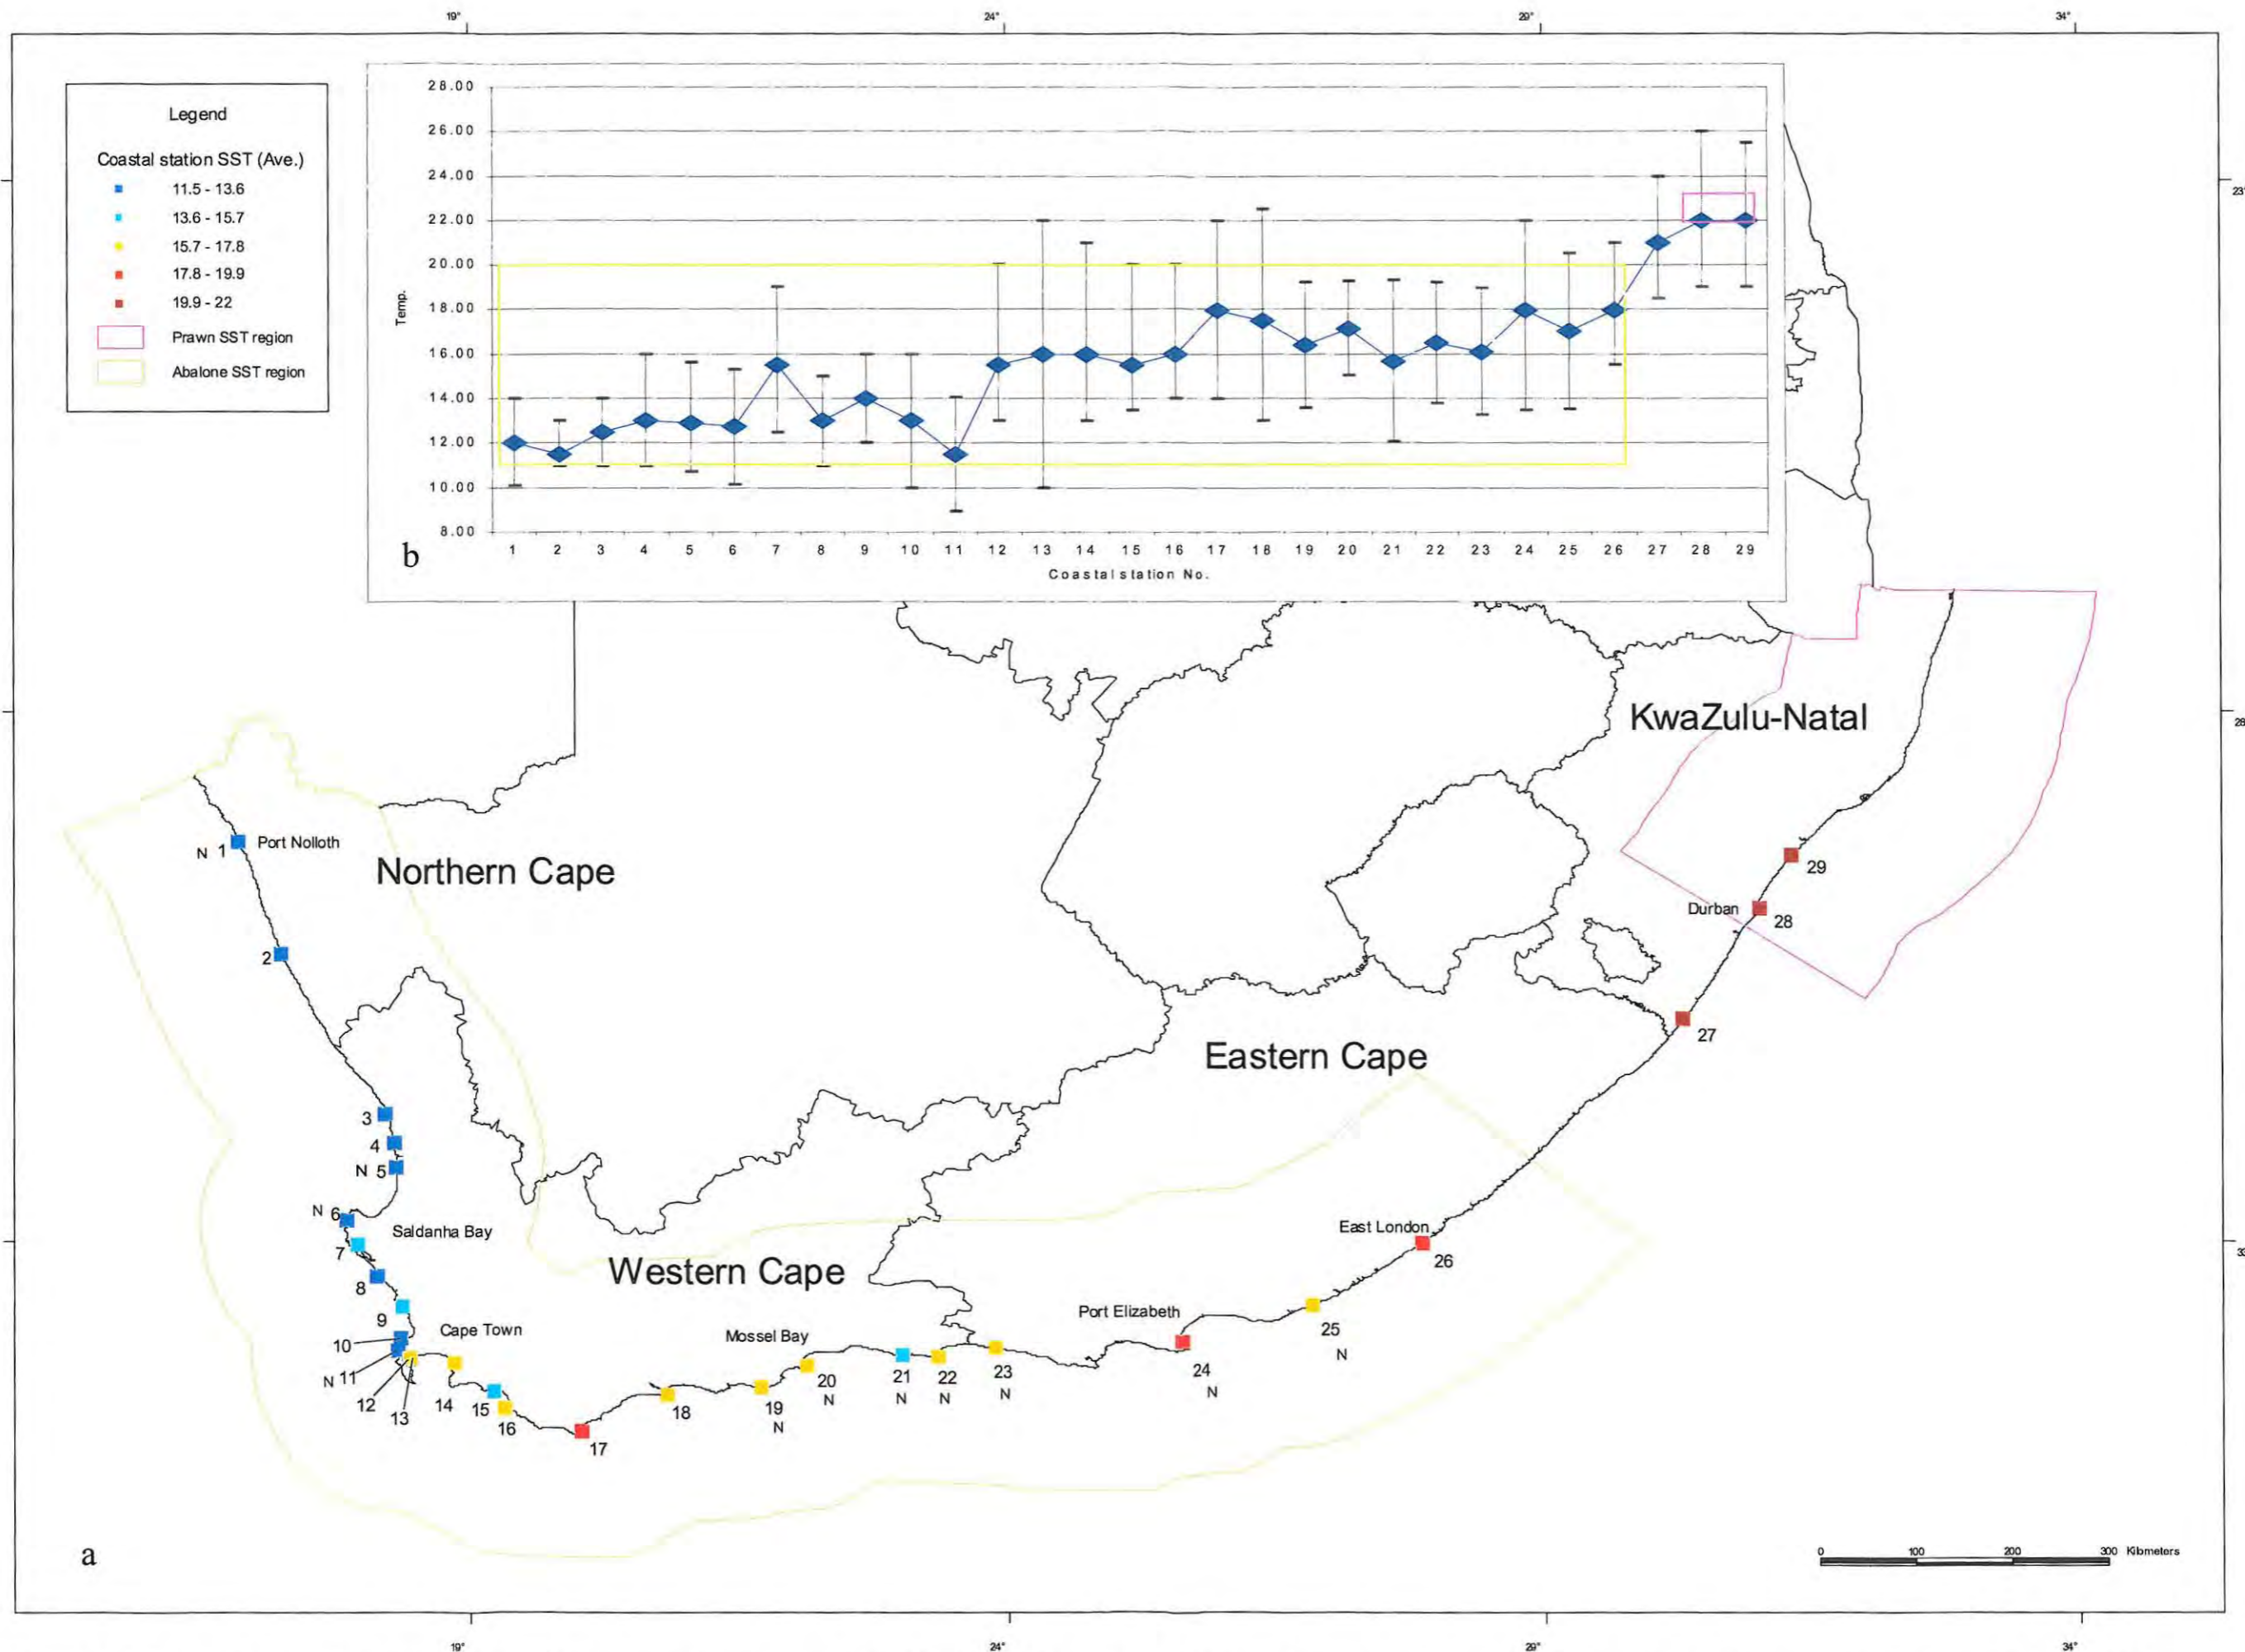 19° 24° 29° 34°
Legend
Coastal station SST (Ave.)
11.5 - 13.6
13.6 - 15.7
15.7 - 17.8
17.8 - 19.9
19.9 - 22
Prawn SST region
Abalone SST region
28.00
26.00
24.00
22.00
20.00
18.00
16.00
14.00
12.00
10.00
8.00
Temp.
1 2 3 4 5 6 7 8 9 10 11 12 13 14 15 16 17 18 19 20 21 22 23 24 25 26 27 28 29
Coastal station No.
b
KwaZulu-Natal
N 1 Port Nolloth
Northern Cape
29
Durban
28
2
27
Eastern Cape
3
4
N 5
N 6
Saldanha Bay
East London
7
26
Western Cape
8
Port Elizabeth
9
Cape Town
Mossel Bay
25
N
10
N 11
12
13
14
15
16
17
18
19
N
20
N
21
N
22
N
23
N
24
N
a
0 100 200 300 Kilometers
19° 24° 29° 34°